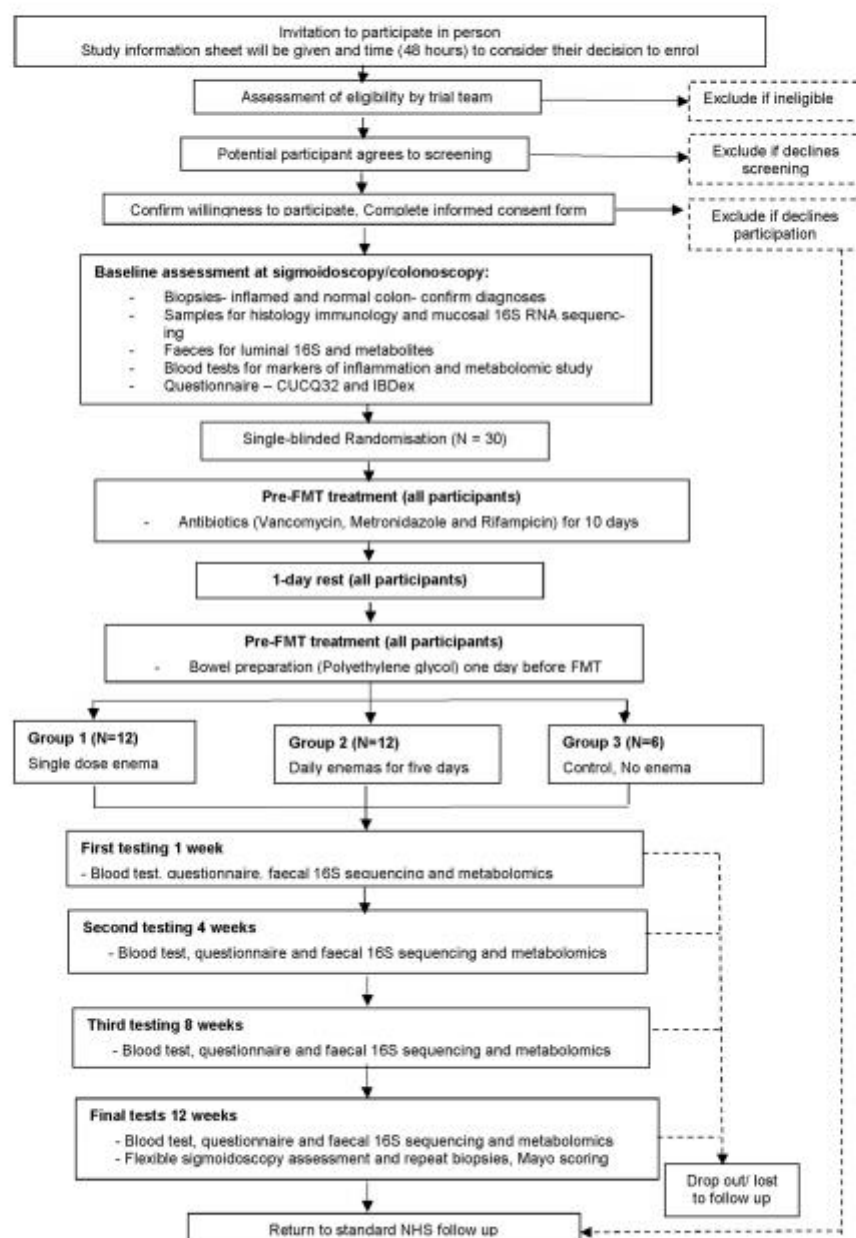 Invitation to participate in person
Study information sheet will be given and time (48 hours) to consider their decision to enrol
Assessment of eligibility by trial team
Exclude if ineligible
Potential participant agrees to screening
Exclude if declines
screening
Confirm willingness to participate, Complete informed consent form
Exclude if declines
participation
Baseline assessment at sigmoidoscopy/colonoscopy:
- Biopsies- inflamed and normal colon- confirm diagnoses
- Samples for histology immunology and mucosal 16S RNA sequenc-
ing
- Faeces for luminal 16S and metabolites
- Blood tests for markers of inflammation and metabolomic study
- Questionnaire – CUCQ32 and IBDex
Single-blinded Randomisation (N = 30)
Pre-FMT treatment (all participants)
- Antibiotics (Vancomycin, Metronidazole and Rifampicin) for 10 days
1-day rest (all participants)
Pre-FMT treatment (all participants)
- Bowel preparation (Polyethylene glycol) one day before FMT
Group 1 (N=12)
Single dose enema
Group 2 (N=12)
Daily enemas for five days
Group 3 (N=6)
Control, No enema
First testing 1 week
- Blood test, questionnaire, faecal 16S sequencing and metabolomics
Second testing 4 weeks
- Blood test, questionnaire and faecal 16S sequencing and metabolomics
Third testing 8 weeks
- Blood test, questionnaire and faecal 16S sequencing and metabolomics
Final tests 12 weeks
- Blood test, questionnaire and faecal 16S sequencing and metabolomics
- Flexible sigmoidoscopy assessment and repeat biopsies, Mayo scoring
Drop out/ lost
to follow up
Return to standard NHS follow up